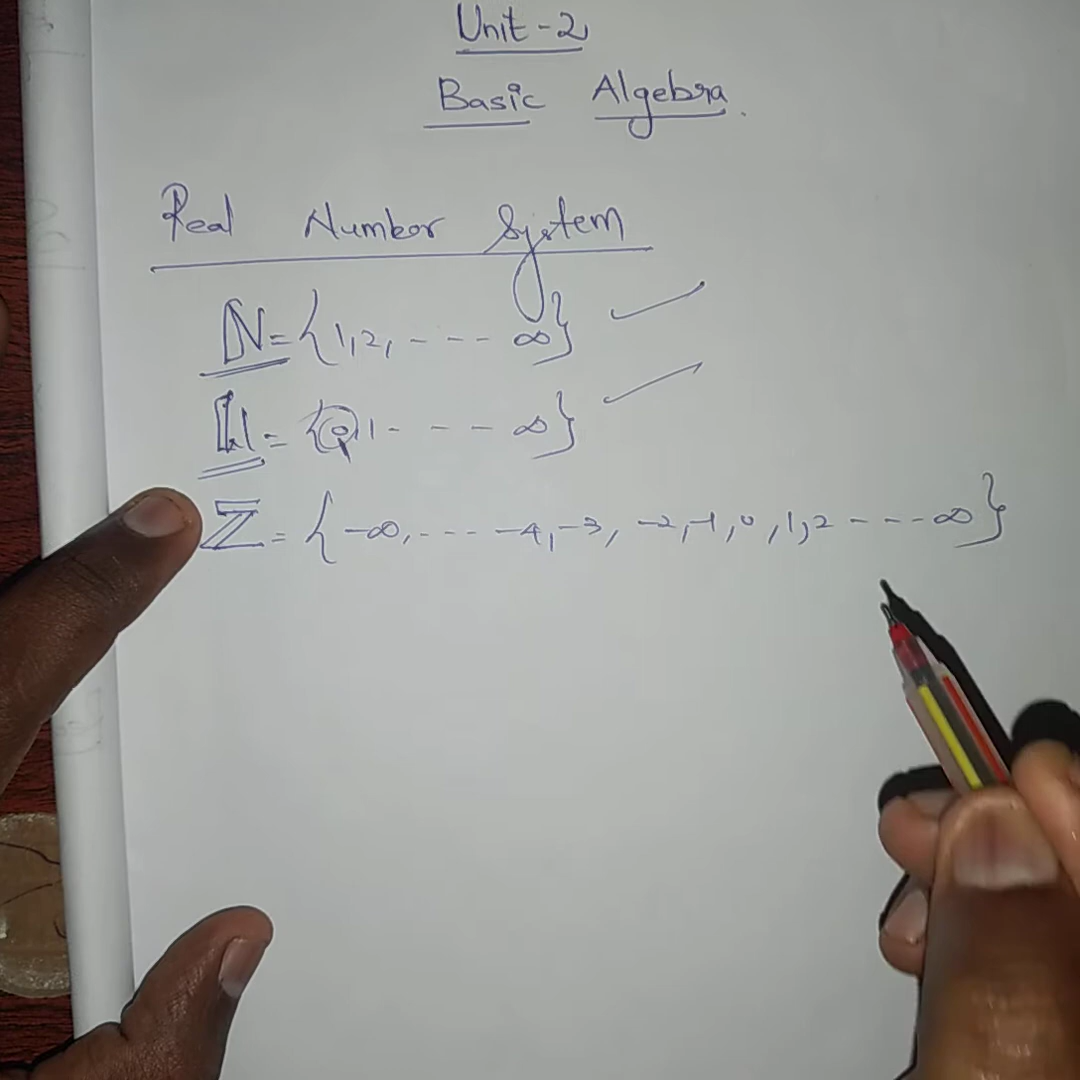 Unit - 2
Basic Algebra.
Real Number System
ℕ = {1, 2, - - - - ∞}
= {0, 1 - - - - ∞}
ℤ = {-∞, - - - - -4, -3, -2, -1, 0, 1, 2 - - - - ∞}